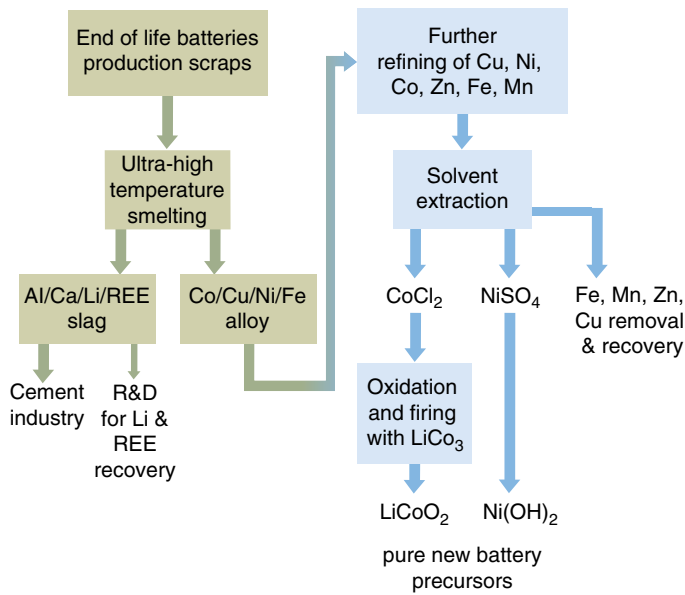 End of life batteries
production scraps
Ultra-high
temperature
smelting
Al/Ca/Li/REE
slag
Co/Cu/Ni/Fe
alloy
Cement
industry
R&D
for Li &
REE
recovery
Further
refining of Cu, Ni,
Co, Zn, Fe, Mn
Solvent
extraction
CoCl₂
NiSO₄
Fe, Mn, Zn,
Cu removal
& recovery
Oxidation
and firing
with LiCo₃
LiCoO₂
Ni(OH)₂
pure new battery
precursors